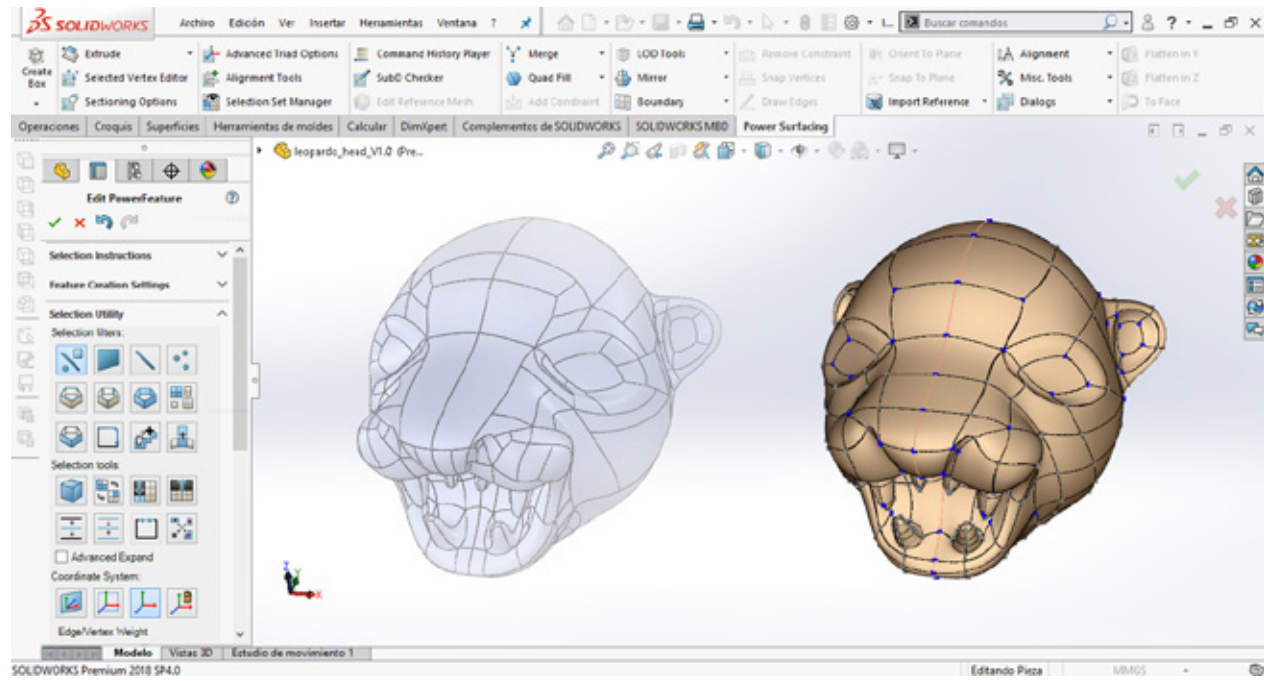 SOLIDWORKS Archivo Edición Ver Insertar Herramientas Ventana ? Buscar comandos
Extrude Advanced Triad Options Command History Player Merge LOD Tools Remove Constraint Orient To Plane Alignment Flatten in Y
Create Box Selected Vertex Editor Alignment Tools SubD Checker Quad Fill Mirror Snap Vertices Snap To Plane Misc. Tools Flatten in Z
Sectioning Options Selection Set Manager Edit Reference Mesh Add Constraint Boundary Draw Edges Import Reference Dialogs To Face
Operaciones Croquis Superficies Herramientas de moldes Calcular DimXpert Complementos de SOLIDWORKS SOLIDWORKS MBD Power Surfacing
leopardo_head_V1.0 (Pre...
Edit PowerFeature
Selection Instructions
Feature Creation Settings
Selection Utility
Selection filters:
Selection tools:
Advanced Expand
Coordinate System:
Edge/Vertex Weight
Modelo Vistas 3D Estudio de movimiento 1
SOLIDWORKS Premium 2018 SP4.0 Editando Pieza MMGS